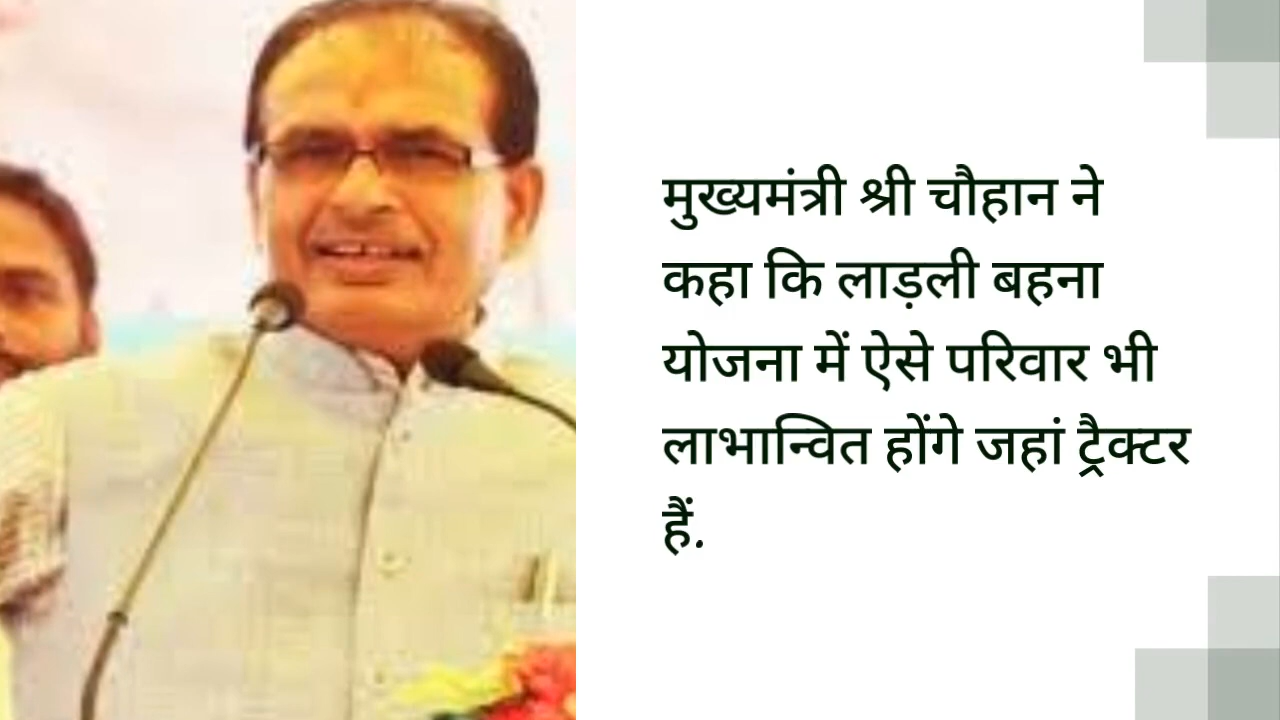 मुख्यमंत्री श्री चौहान ने
कहा कि लाड़ली बहना
योजना में ऐसे परिवार भी
लाभान्वित होंगे जहां ट्रैक्टर
हैं.